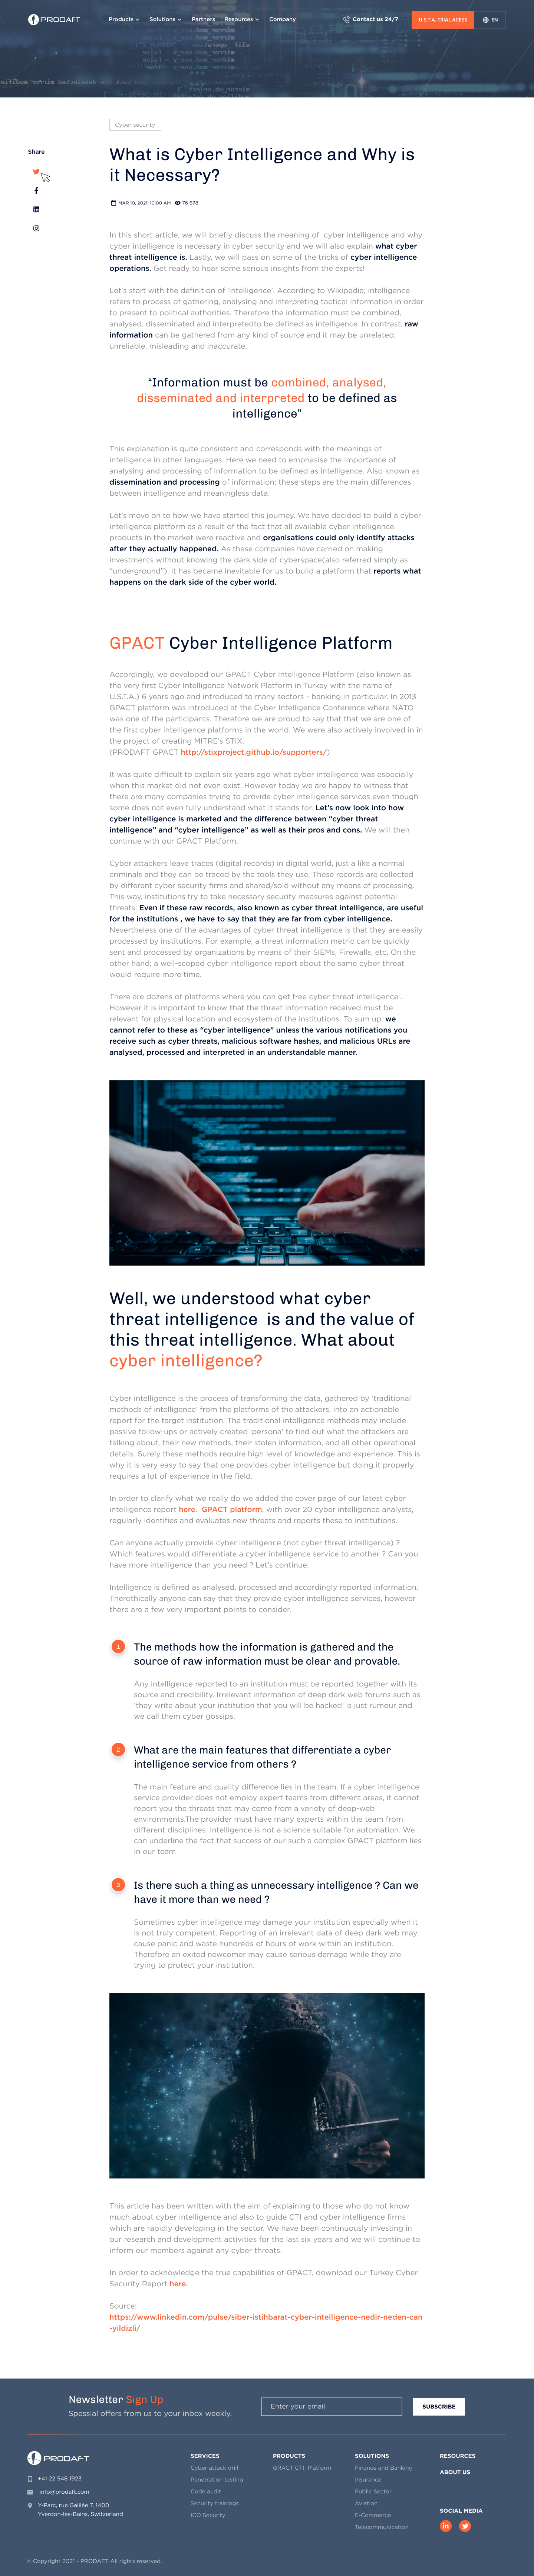 PRODAFT
Products
Solutions
Partners
Resources
Company
Contact us 24/7
U.S.T.A. TRIAL ACESS
EN
Cyber security
Share
What is Cyber Intelligence and Why is
it Necessary?
MAR 10, 2021, 10:00 AM
76 678
In this short article, we will briefly discuss the meaning of cyber intelligence and why
cyber intelligence is necessary in cyber security and we will also explain what cyber
threat intelligence is. Lastly, we will pass on some of the tricks of cyber intelligence
operations. Get ready to hear some serious insights from the experts!
Let's start with the definition of 'intelligence'. According to Wikipedia; intelligence
refers to process of gathering, analysing and interpreting tactical information in order
to present to political authorities. Therefore the information must be combined,
analysed, disseminated and interpretedto be defined as intelligence. In contrast, raw
information can be gathered from any kind of source and it may be unrelated,
unreliable, misleading and inaccurate.
“Information must be combined, analysed,
disseminated and interpreted to be defined as
intelligence”
This explanation is quite consistent and corresponds with the meanings of
intelligence in other languages. Here we need to emphasise the importance of
analysing and processing of information to be defined as intelligence. Also known as
dissemination and processing of information; these steps are the main differences
between intelligence and meaningless data.
Let's move on to how we have started this journey. We have decided to build a cyber
intelligence platform as a result of the fact that all available cyber intelligence
products in the market were reactive and organisations could only identify attacks
after they actually happened. As these companies have carried on making
investments without knowing the dark side of cyberspace(also referred simply as
“underground”), it has became inevitable for us to build a platform that reports what
happens on the dark side of the cyber world.
GPACT Cyber Intelligence Platform
Accordingly, we developed our GPACT Cyber Intelligence Platform (also known as
the very first Cyber Intelligence Network Platform in Turkey with the name of
U.S.T.A.) 6 years ago and introduced to many sectors - banking in particular. In 2013
GPACT platform was introduced at the Cyber Intelligence Conference where NATO
was one of the participants. Therefore we are proud to say that that we are one of
the first cyber intelligence platforms in the world. We were also actively involved in in
the project of creating MITRE's STIX.
(PRODAFT GPACT http://stixproject.github.io/supporters/)
It was quite difficult to explain six years ago what cyber intelligence was especially
when this market did not even exist. However today we are happy to witness that
there are many companies trying to provide cyber intelligence services even though
some does not even fully understand what it stands for. Let's now look into how
cyber intelligence is marketed and the difference between “cyber threat
intelligence” and “cyber intelligence” as well as their pros and cons. We will then
continue with our GPACT Platform.
Cyber attackers leave traces (digital records) in digital world, just a like a normal
criminals and they can be traced by the tools they use. These records are collected
by different cyber security firms and shared/sold without any means of processing.
This way, institutions try to take necessary security measures against potential
threats. Even if these raw records, also known as cyber threat intelligence, are useful
for the institutions , we have to say that they are far from cyber intelligence.
Nevertheless one of the advantages of cyber threat intelligence is that they are easily
processed by institutions. For example, a threat information metric can be quickly
sent and processed by organizations by means of their SIEMs, Firewalls, etc. On the
other hand; a well-shaped cyber intelligence report about the same cyber threat
would require more time.
There are dozens of platforms where you can get free cyber threat intelligence .
However it is important to know that the threat information received must be
relevant for physical location and ecosystem of the institutions. To sum up, we
cannot refer to these as “cyber intelligence” unless the various notifications you
receive such as cyber threats, malicious software hashes, and malicious URLs are
analysed, processed and interpreted in an understandable manner.
Well, we understood what cyber
threat intelligence is and the value of
this threat intelligence. What about
cyber intelligence?
Cyber intelligence is the process of transforming the data, gathered by 'traditional
methods of intelligence' from the platforms of the attackers, into an actionable
report for the target institution. The traditional intelligence methods may include
passive follow-ups or actively created 'persona' to find out what the attackers are
talking about, their new methods, their stolen information, and all other operational
details. Surely these methods require high level of knowledge and experience. This is
why it is very easy to say that one provides cyber intelligence but doing it properly
requires a lot of experience in the field.
In order to clarify what we really do we added the cover page of our latest cyber
intelligence report here. GPACT platform, with over 20 cyber intelligence analysts,
regularly identifies and evaluates new threats and reports these to institutions.
Can anyone actually provide cyber intelligence (not cyber threat intelligence) ?
Which features would differentiate a cyber intelligence service to another ? Can you
have more intelligence than you need ? Let's continue;
Intelligence is defined as analysed, processed and accordingly reported information.
Therothically anyone can say that they provide cyber intelligence services, however
there are a few very important points to consider.
1
The methods how the information is gathered and the
source of raw information must be clear and provable.
Any intelligence reported to an institution must be reported together with its
source and credibility. Irrelevant information of deep dark web forums such as
'they write about your institution that you will be hacked' is just rumour and
we call them cyber gossips.
2
What are the main features that differentiate a cyber
intelligence service from others ?
The main feature and quality difference lies in the team. If a cyber intelligence
service provider does not employ expert teams from different areas, it cannot
report you the threats that may come from a variety of deep-web
environments.The provider must have many experts within the team from
different disciplines. Intelligence is not a science suitable for automation. We
can underline the fact that success of our such a complex GPACT platform lies
in our team
3
Is there such a thing as unnecessary intelligence ? Can we
have it more than we need ?
Sometimes cyber intelligence may damage your institution especially when it
is not truly competent. Reporting of an irrelevant data of deep dark web may
cause panic and waste hundreds of hours of work within an institution.
Therefore an exited newcomer may cause serious damage while they are
trying to protect your institution.
This article has been written with the aim of explaining to those who do not know
much about cyber intelligence and also to guide CTI and cyber intelligence firms
which are rapidly developing in the sector. We have been continuously investing in
our research and development activities for the last six years and we will continue to
inform our members against any cyber threats.
In order to acknowledge the true capabilities of GPACT, download our Turkey Cyber
Security Report here.
Source:
https://www.linkedin.com/pulse/siber-istihbarat-cyber-intelligence-nedir-neden-can
-yildizli/
Newsletter Sign Up
Spessial offers from us to your inbox weekly.
Enter your email
SUBSCRIBE
PRODAFT
+41 22 548 1923
info@prodaft.com
Y-Parc, rue Galilée 7, 1400
Yverdon-les-Bains, Switzerland
SERVICES
Cyber attack drill
Penetration testing
Code audit
Security trainings
ICO Security
PRODUCTS
GRACT CTI Platform
SOLUTIONS
Finance and Banking
Insurance
Public Sector
Aviation
E-Commerce
Telecommunication
RESOURCES
ABOUT US
SOCIAL MEDIA
© Copyright 2021 - PRODAFT All rights reserved.